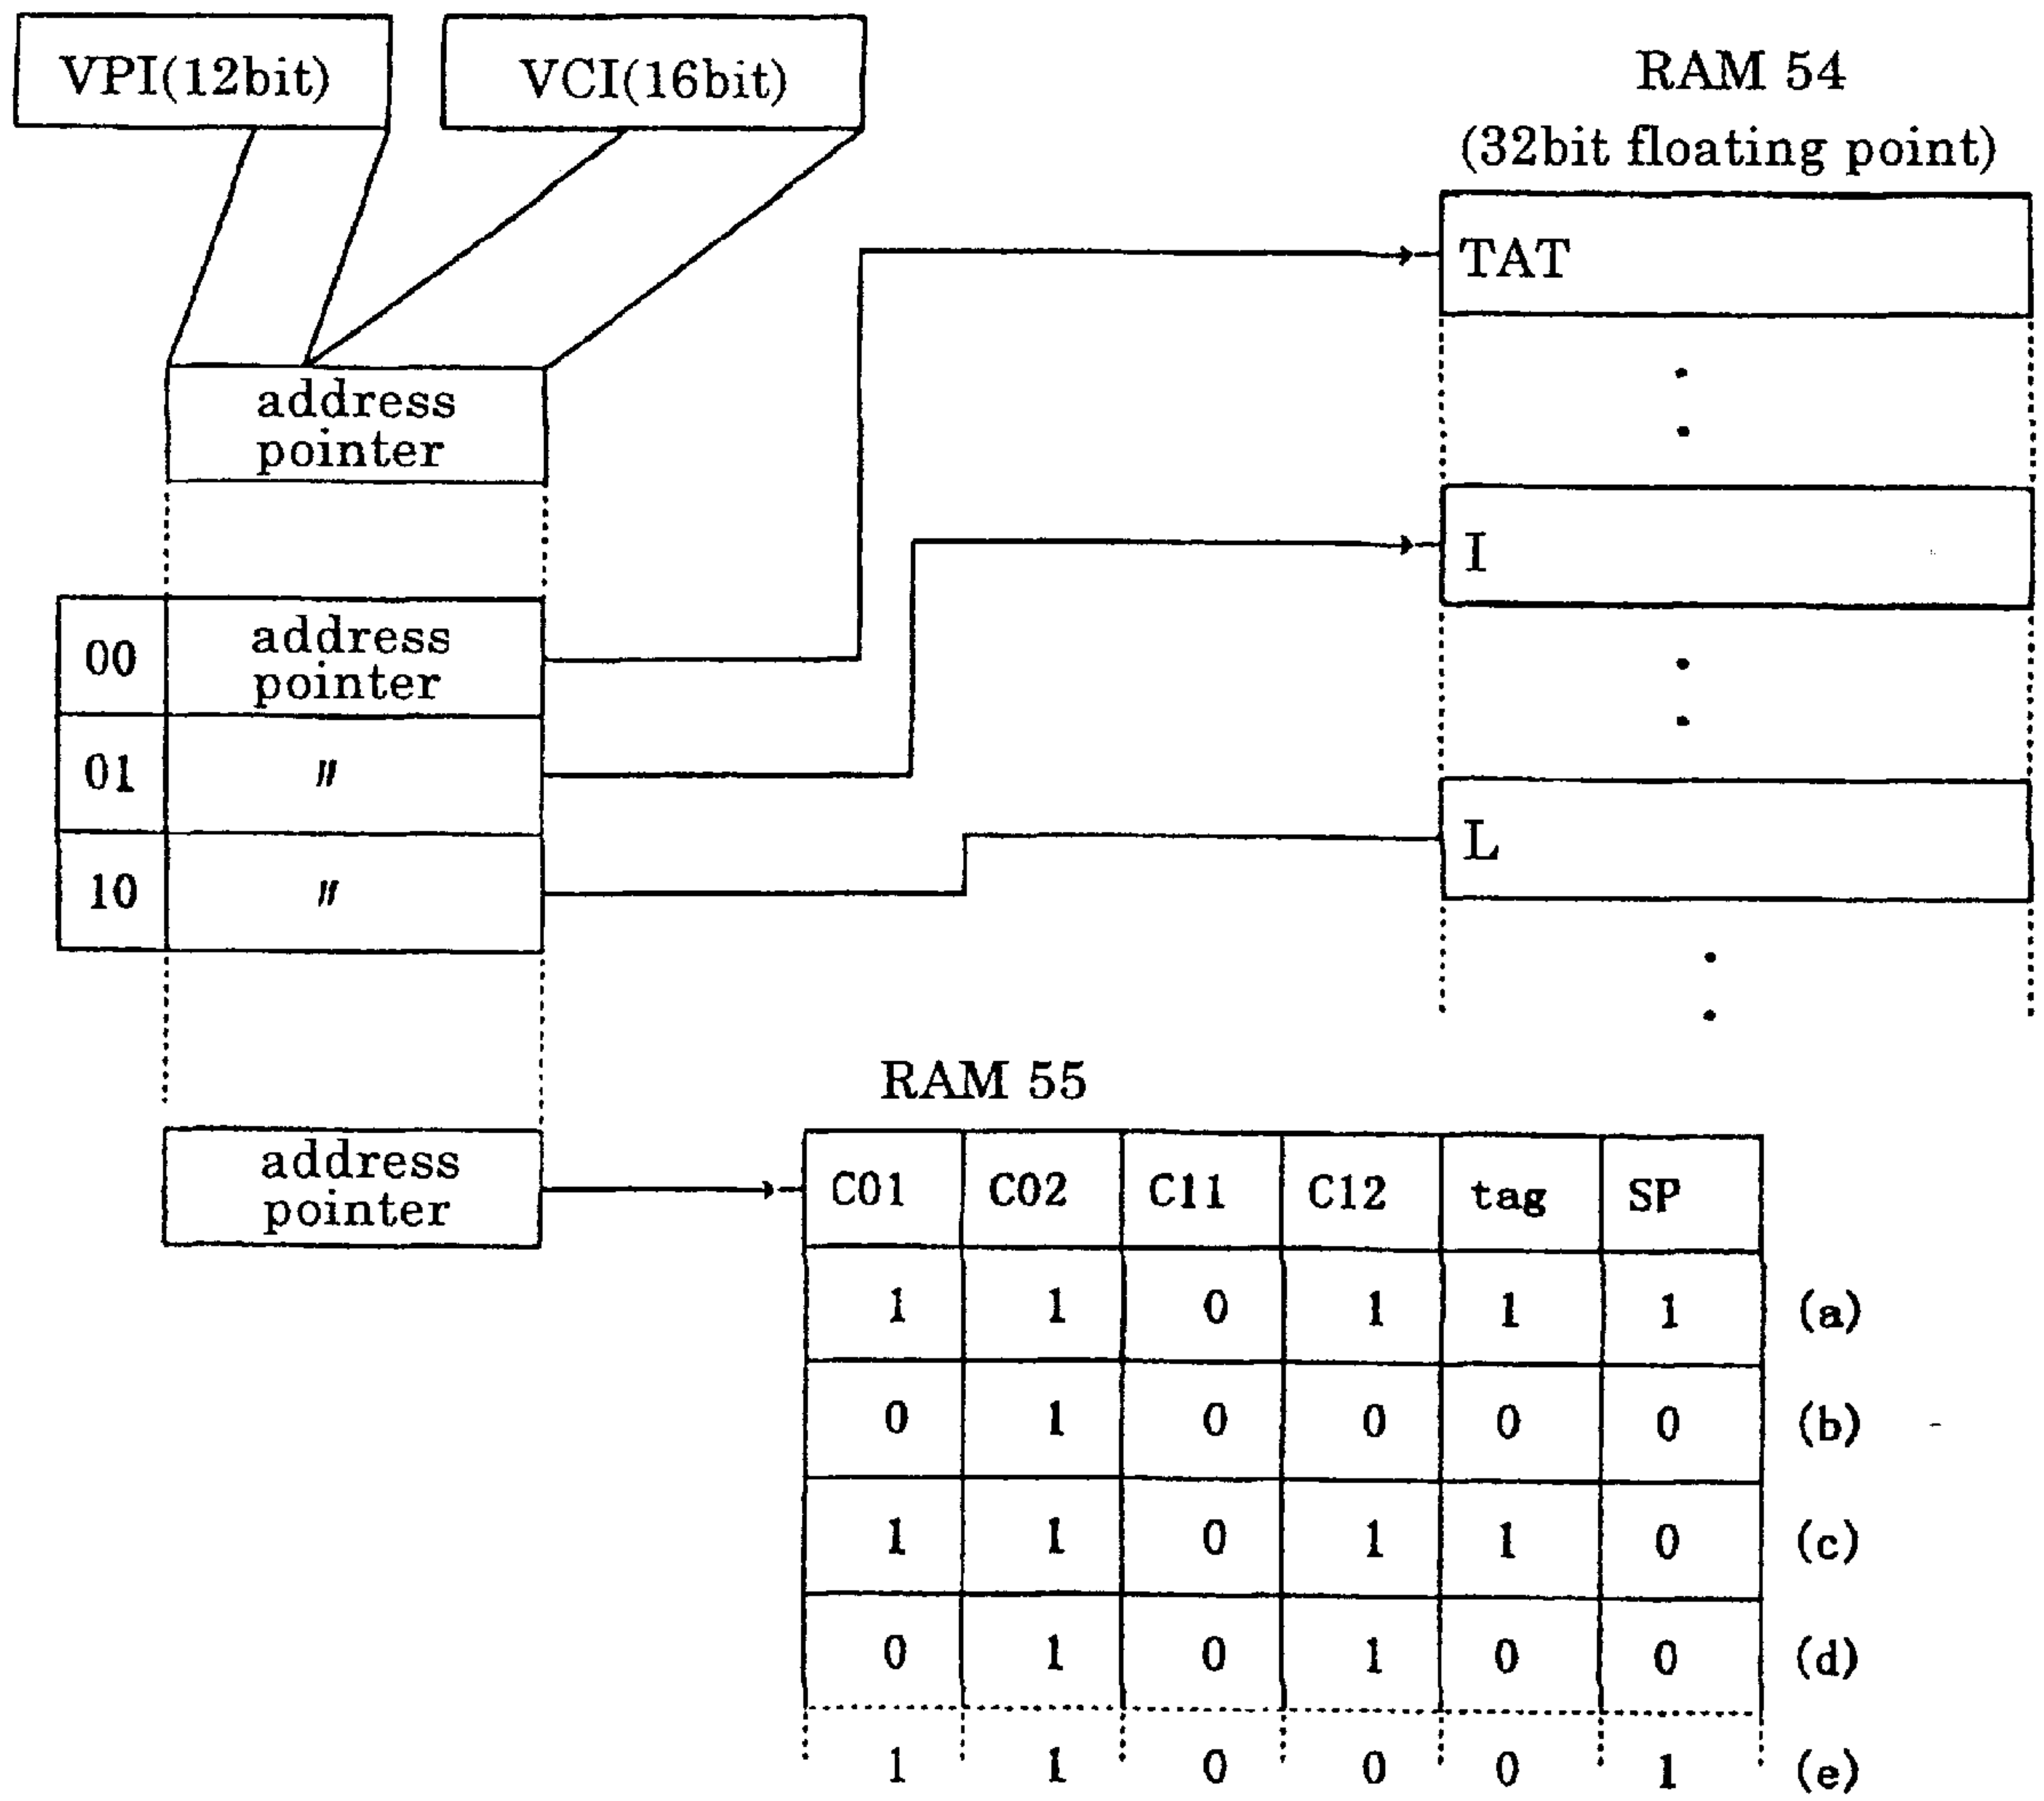 VPI(12bit)
VCI(16bit)
RAM 54
(32bit floating point)
TAT
address
pointer
I
00
address
pointer
01
〃
L
10
〃
RAM 55
address
pointer
C01 C02 C11 C12 tag SP
1 1 0 1 1 1 (a)
0 1 0 0 0 0 (b)
1 1 0 1 1 0 (c)
0 1 0 1 0 0 (d)
1 1 0 0 0 1 (e)